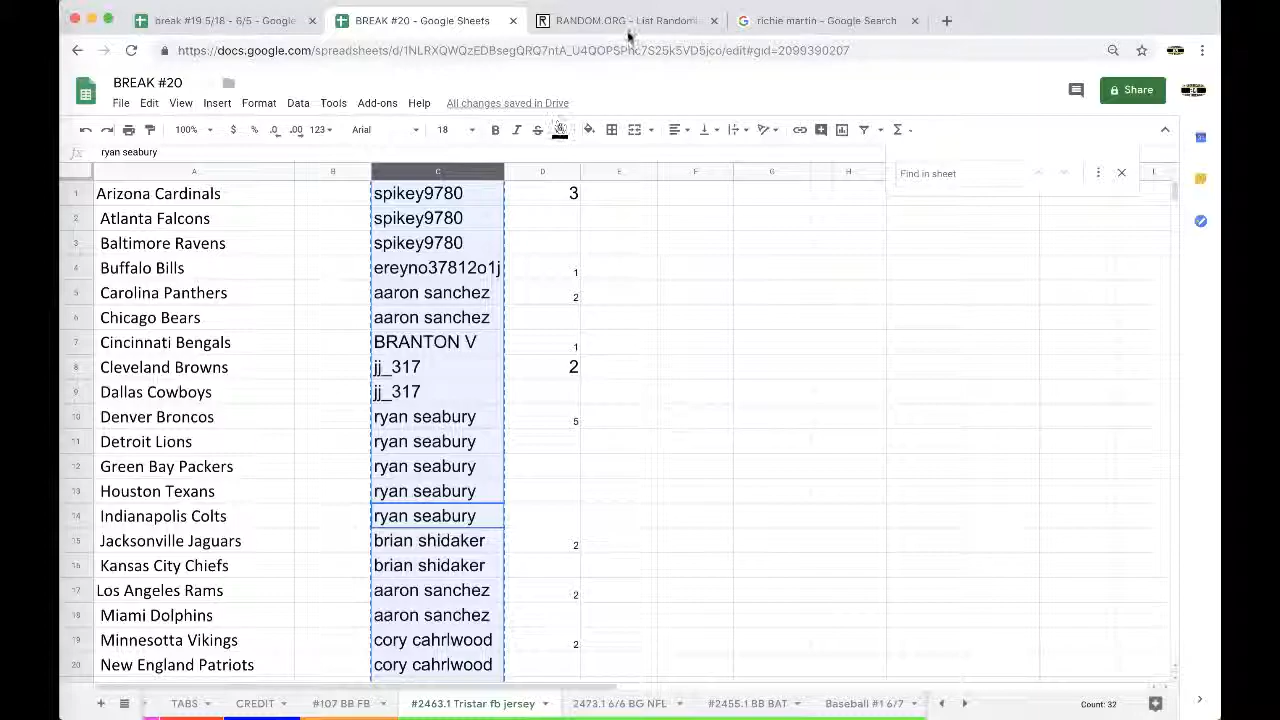 break #19 5/18 - 6/5 - Google
BREAK #20 - Google Sheets
RANDOM.ORG - List Randomi
cihiemertin - Google Search
https://docs.google.com/spreadsheets/d/1NLRXQWQzEDBsegQRQ7ntA_U4QOPSPhc7S25k5VD5jco/edit#gid=2099390207
BREAK #20
File Edit View Insert Format Data Tools Add-ons Help All changes saved in Drive
Share
100% $ % .0 .00 123 Arial 18 B I S A
fx ryan seabury
Find in sheet
A B C D E F G H
1 Arizona Cardinals spikey9780 3
2 Atlanta Falcons spikey9780
3 Baltimore Ravens spikey9780
4 Buffalo Bills ereyno37812o1j 1
5 Carolina Panthers aaron sanchez 2
6 Chicago Bears aaron sanchez
7 Cincinnati Bengals BRANTON V 1
8 Cleveland Browns jj_317 2
9 Dallas Cowboys jj_317
10 Denver Broncos ryan seabury 5
11 Detroit Lions ryan seabury
12 Green Bay Packers ryan seabury
13 Houston Texans ryan seabury
14 Indianapolis Colts ryan seabury
15 Jacksonville Jaguars brian shidaker 2
16 Kansas City Chiefs brian shidaker
17 Los Angeles Rams aaron sanchez 2
18 Miami Dolphins aaron sanchez
19 Minnesotta Vikings cory cahrlwood 2
20 New England Patriots cory cahrlwood
TABS CREDIT #107 BB FB #2463.1 Tristar fb jersey 2473.1 6/6 BG NFL #2455.1 BB BAT Baseball #1 6/7 Count: 32